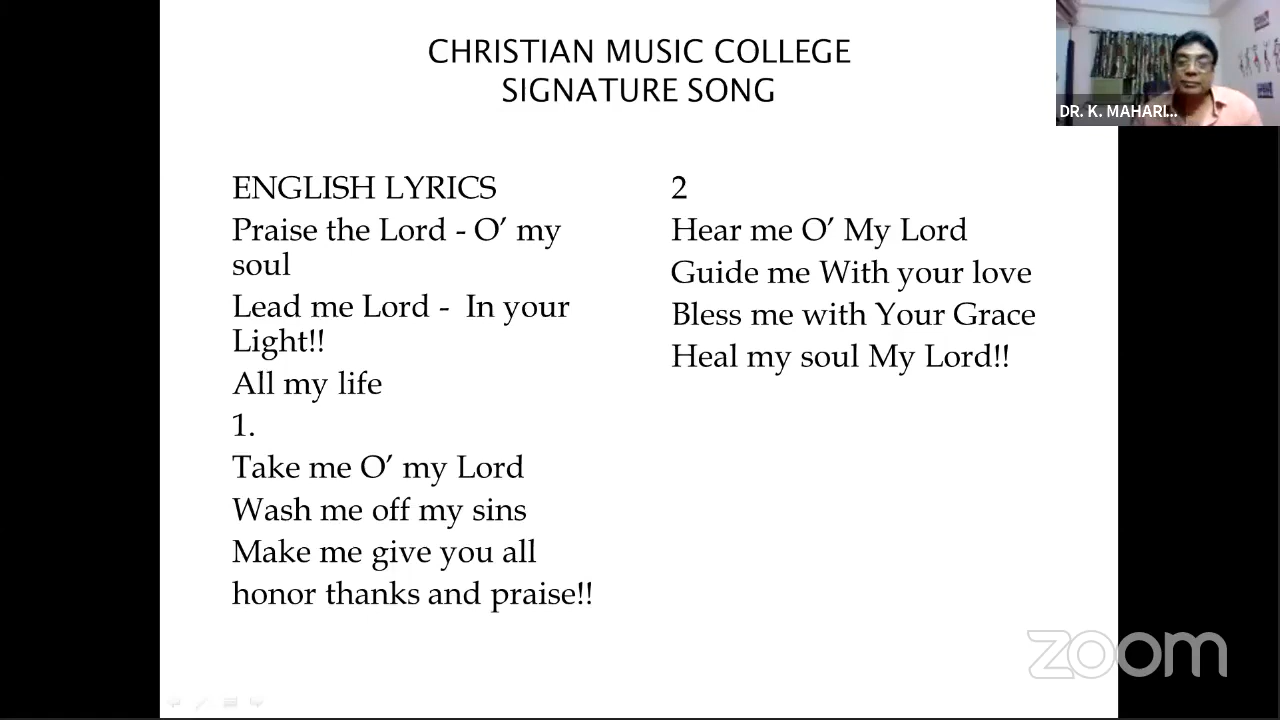 CHRISTIAN MUSIC COLLEGE
SIGNATURE SONG
DR. K. MAHARI...
ENGLISH LYRICS
Praise the Lord - O’ my
soul
Lead me Lord -  In your
Light!!
All my life
1.
Take me O’ my Lord
Wash me off my sins
Make me give you all
honor thanks and praise!!
2
Hear me O’ My Lord
Guide me With your love
Bless me with Your Grace
Heal my soul My Lord!!
zoom